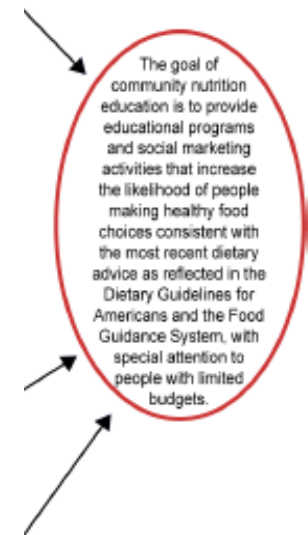 The goal of
community nutrition
education is to provide
educational programs
and social marketing
activities that increase
the likelihood of people
making healthy food
choices consistent with
the most recent dietary
advice as reflected in the
Dietary Guidelines for
Americans and the Food
Guidance System, with
special attention to
people with limited
budgets.